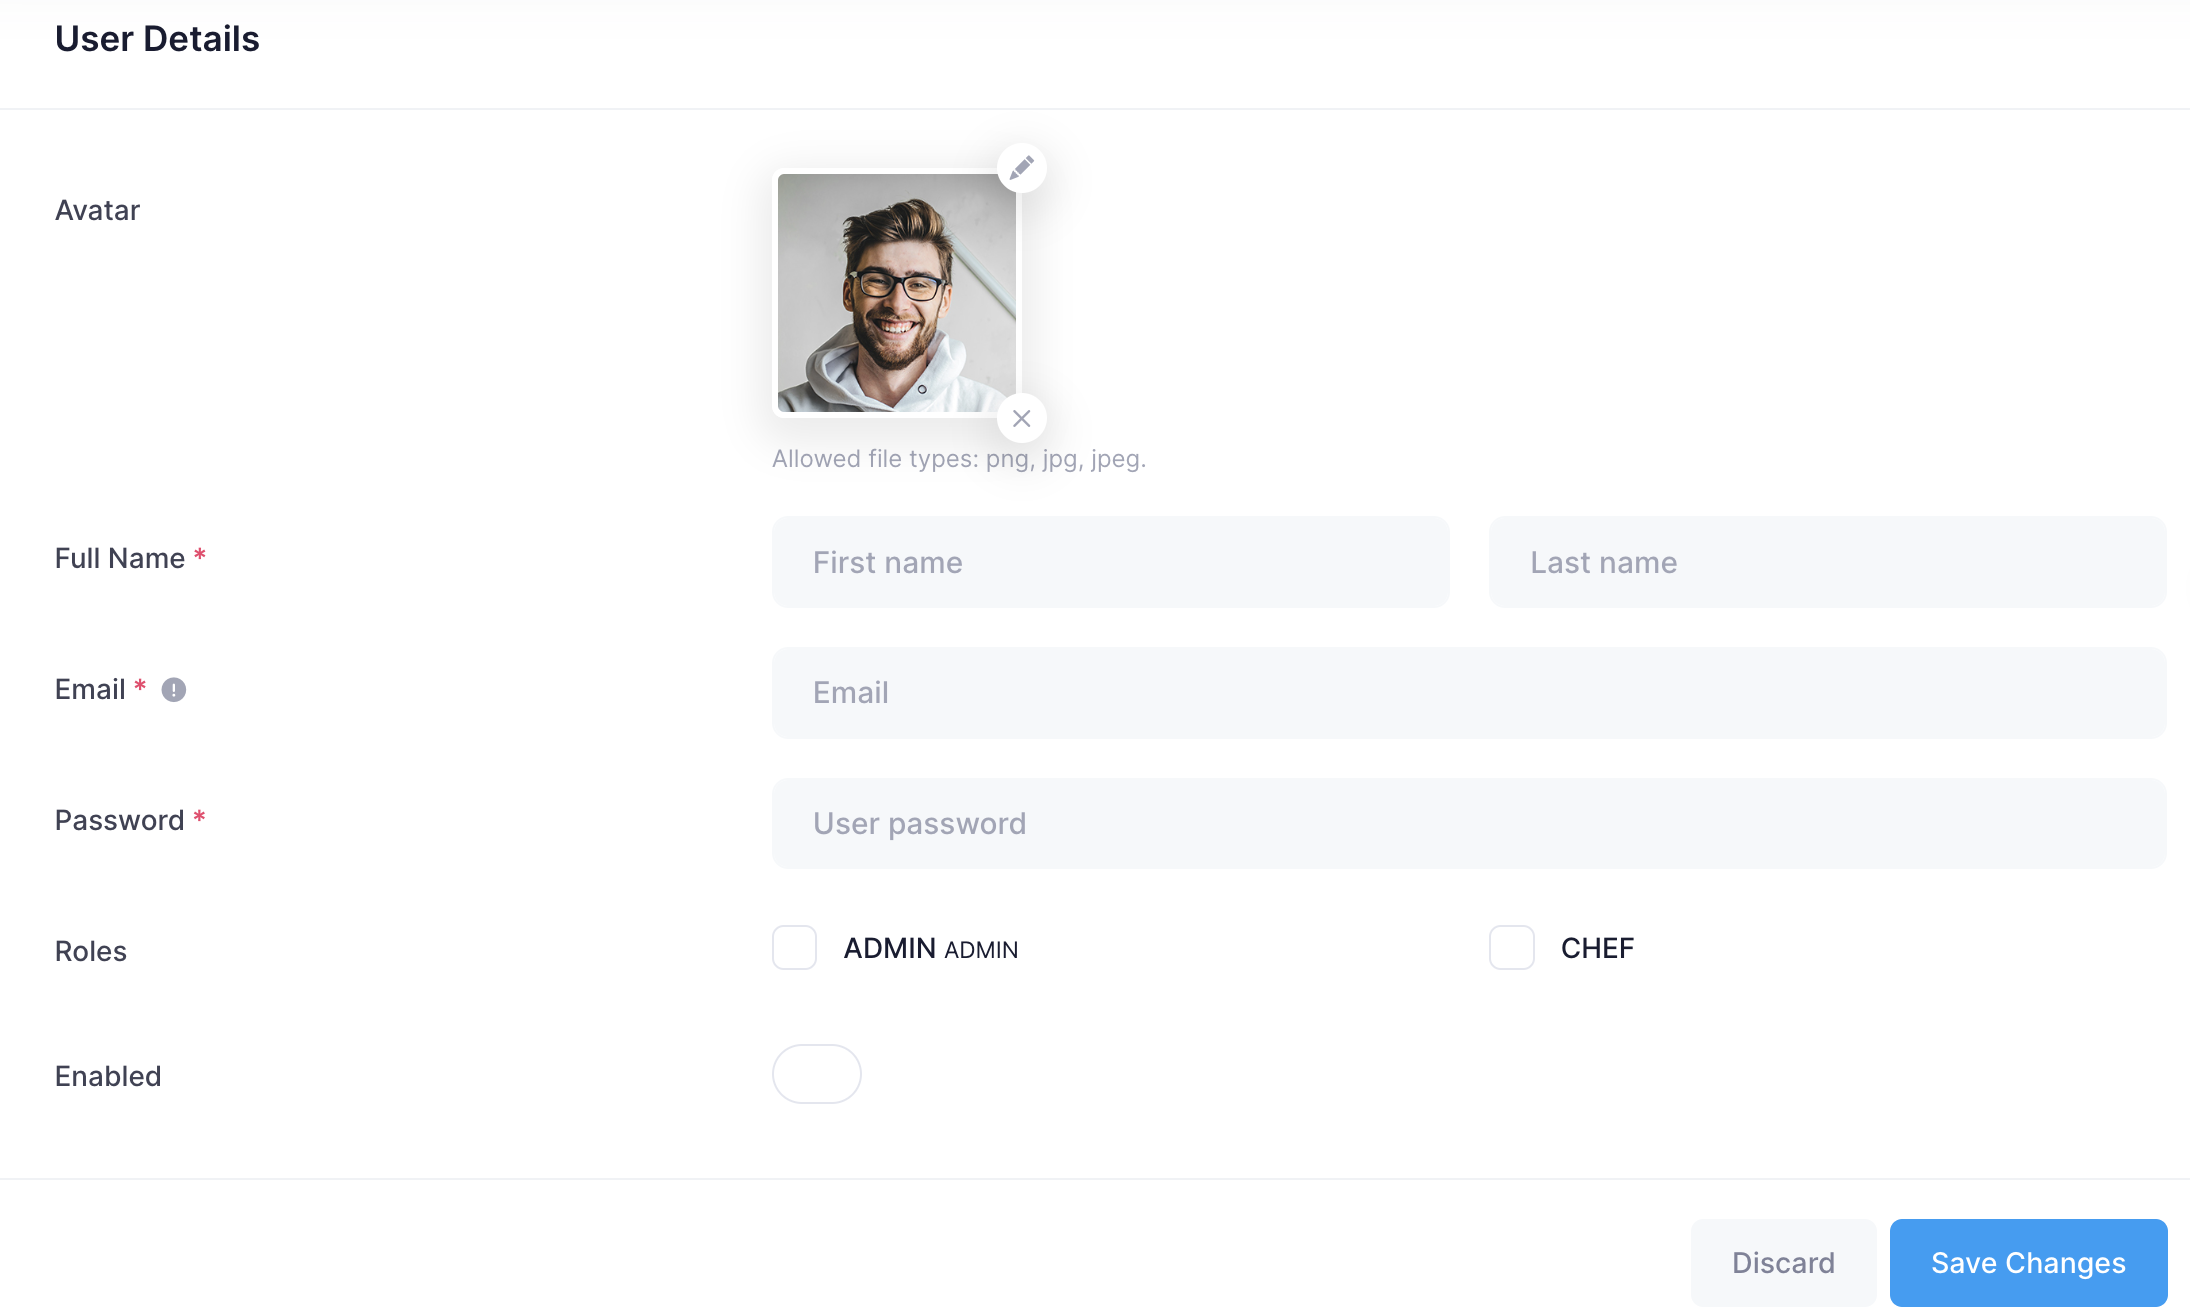 User Details
Avatar
Allowed file types: png, jpg, jpeg.
Full Name *
First name
Last name
Email *
Email
Password *
User password
Roles
ADMIN ADMIN
CHEF
Enabled
Discard
Save Changes